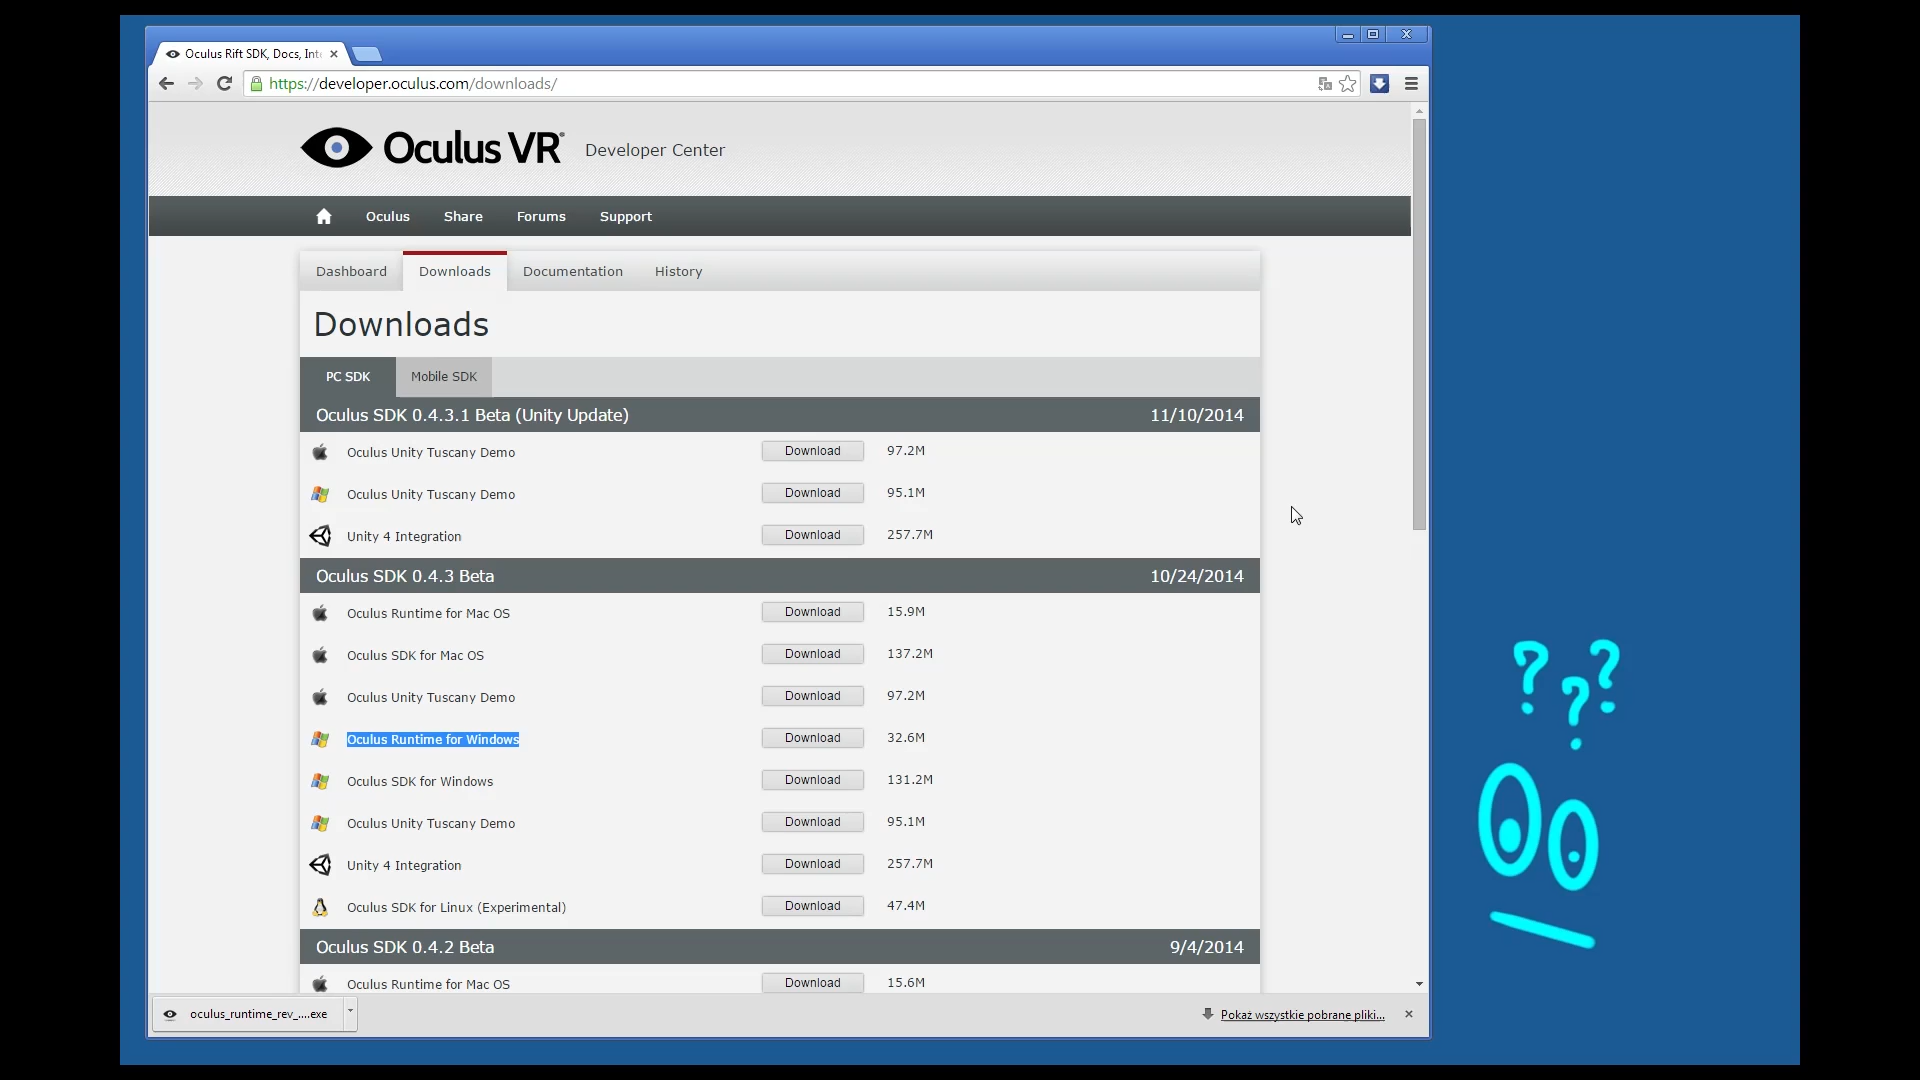 Oculus Rift SDK, Docs, Inte
https://developer.oculus.com/downloads/
Oculus VR® Developer Center
Oculus Share Forums Support
Dashboard Downloads Documentation History
Downloads
PC SDK Mobile SDK
Oculus SDK 0.4.3.1 Beta (Unity Update) 11/10/2014
Oculus Unity Tuscany Demo Download 97.2M
Oculus Unity Tuscany Demo Download 95.1M
Unity 4 Integration Download 257.7M
Oculus SDK 0.4.3 Beta 10/24/2014
Oculus Runtime for Mac OS Download 15.9M
Oculus SDK for Mac OS Download 137.2M
Oculus Unity Tuscany Demo Download 97.2M
Oculus Runtime for Windows Download 32.6M
Oculus SDK for Windows Download 131.2M
Oculus Unity Tuscany Demo Download 95.1M
Unity 4 Integration Download 257.7M
Oculus SDK for Linux (Experimental) Download 47.4M
Oculus SDK 0.4.2 Beta 9/4/2014
Oculus Runtime for Mac OS Download 15.6M
oculus_runtime_rev_....exe Pokaż wszystkie pobrane pliki...
???